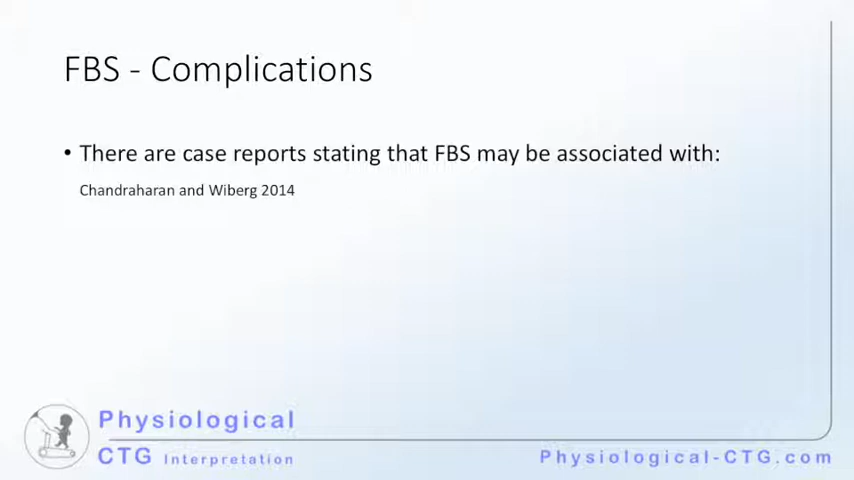 FBS - Complications
• There are case reports stating that FBS may be associated with:
Chandraharan and Wiberg 2014
Physiological
CTG Interpretation
Physiological-CTG.com